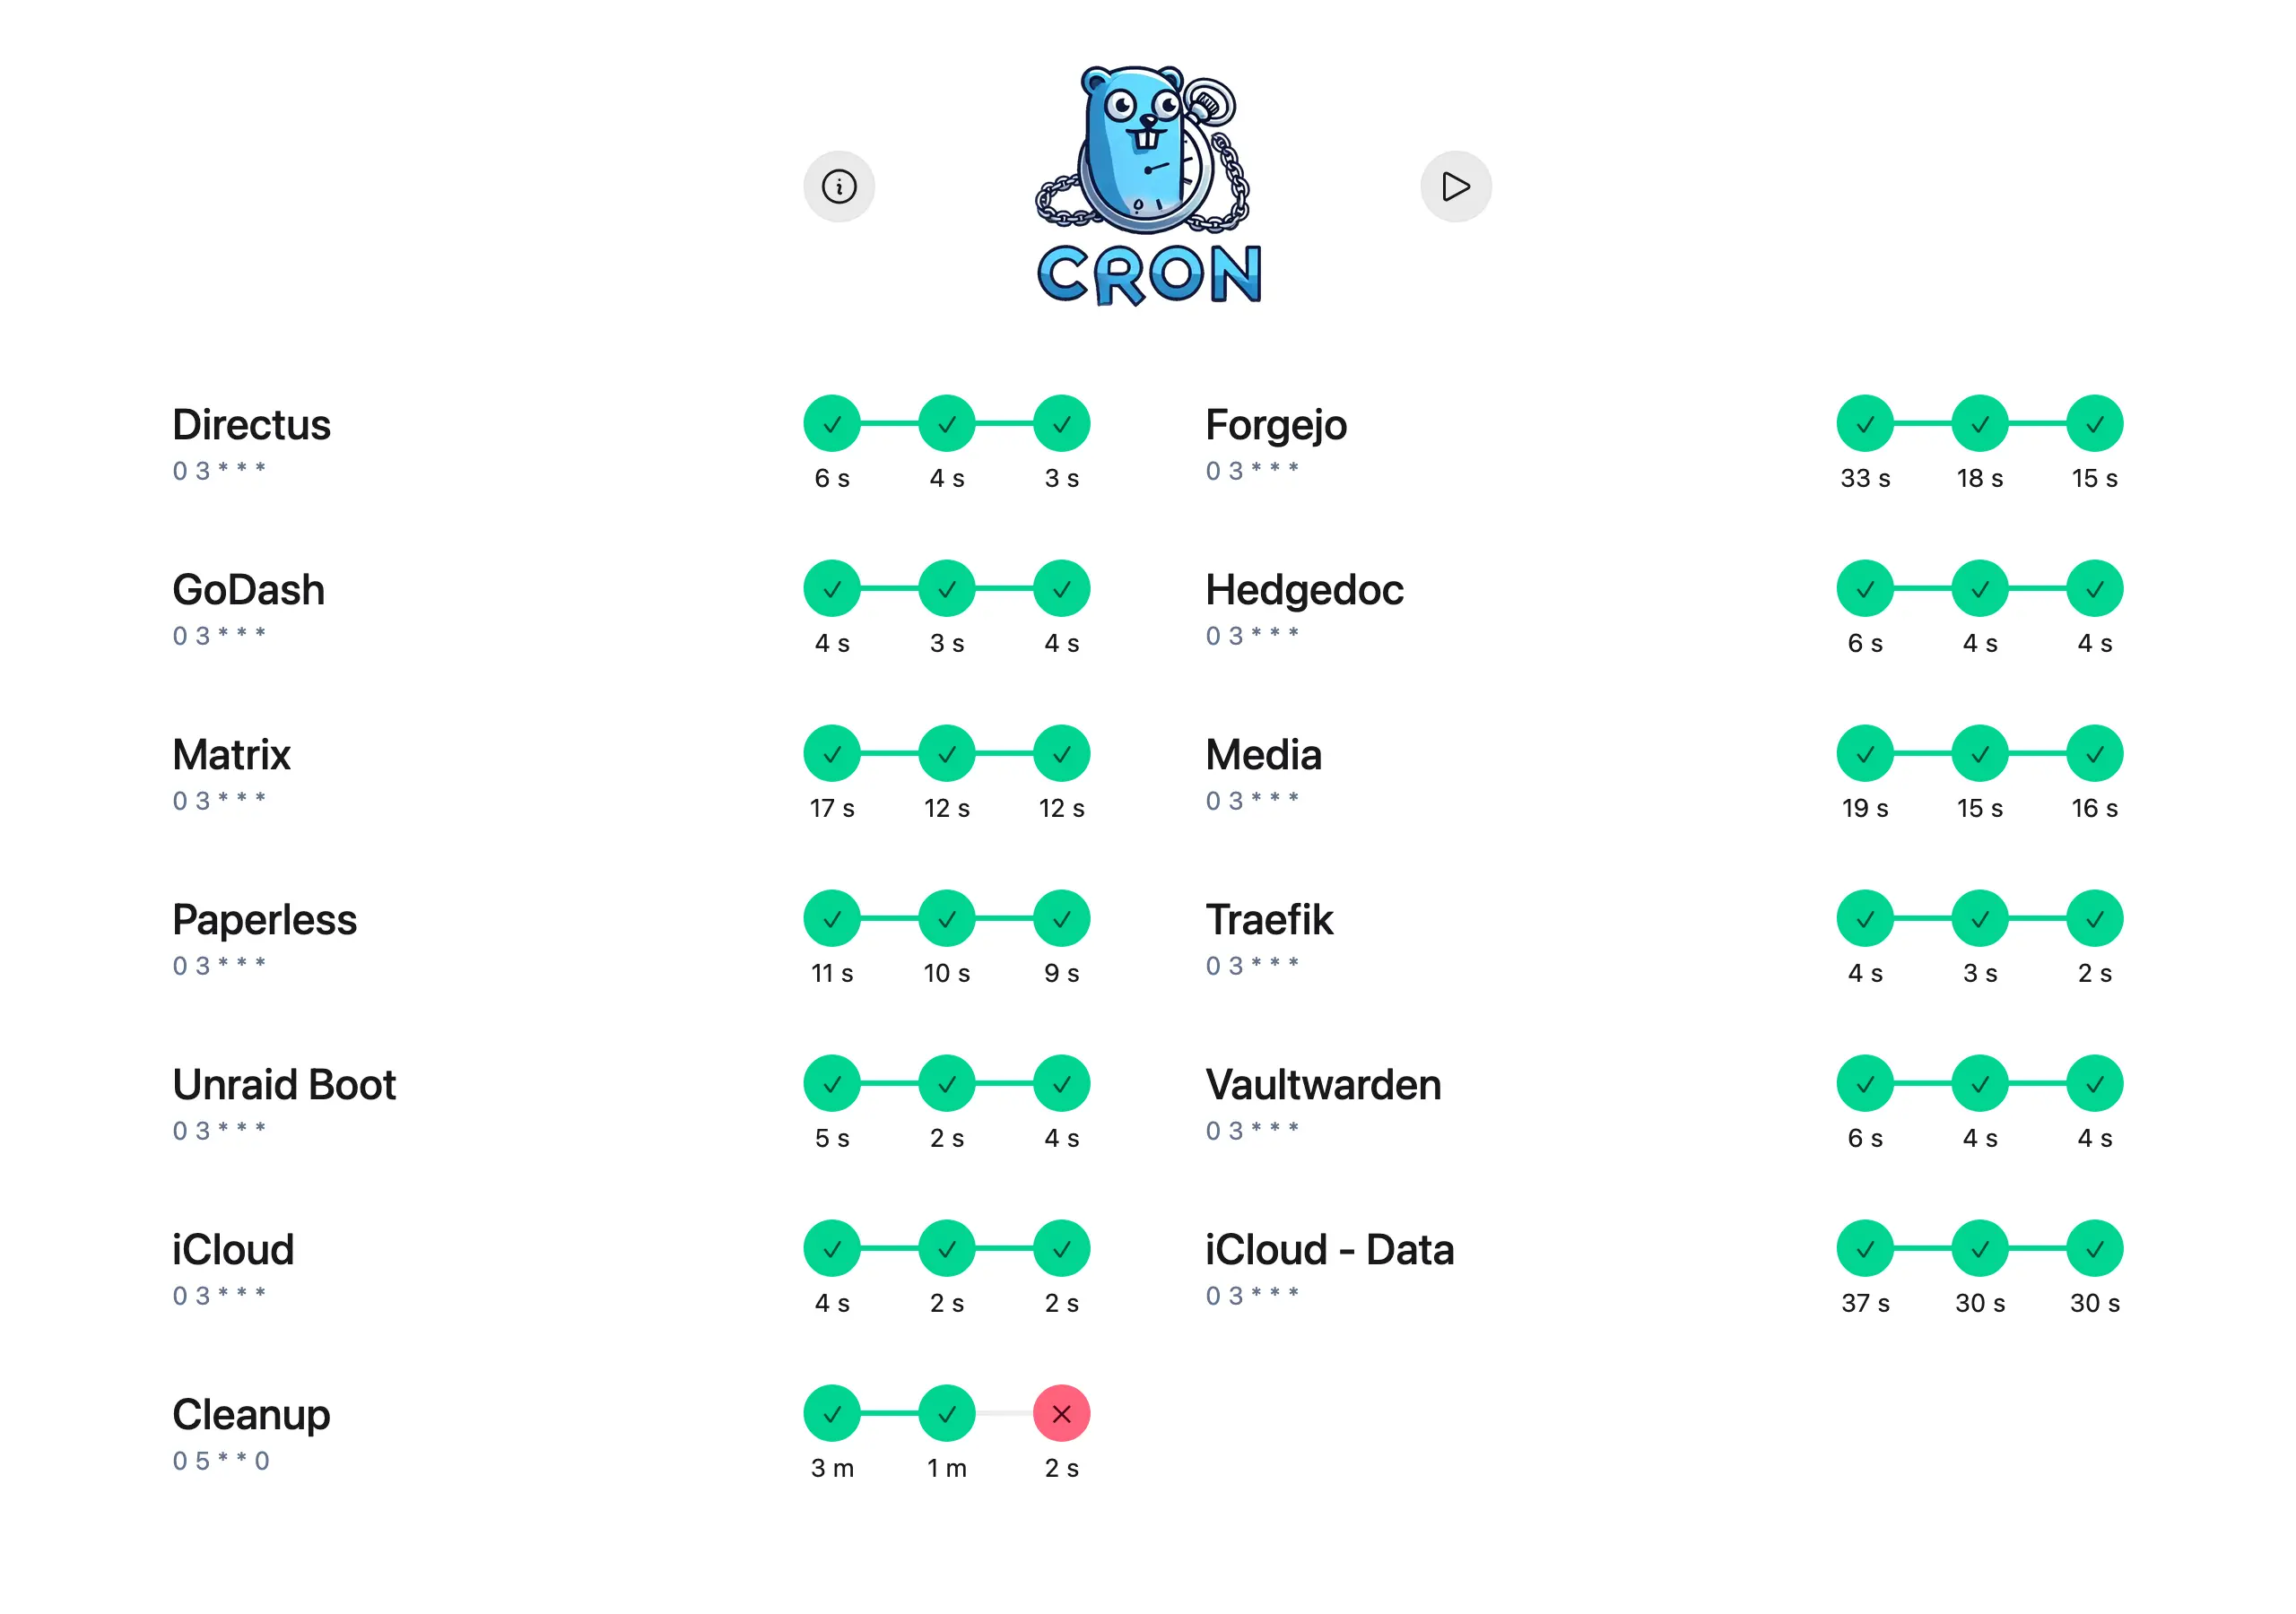 CRON
Directus
0 3 * * *
6 s
4 s
3 s
Forgejo
0 3 * * *
33 s
18 s
15 s
GoDash
0 3 * * *
4 s
3 s
4 s
Hedgedoc
0 3 * * *
6 s
4 s
4 s
Matrix
0 3 * * *
17 s
12 s
12 s
Media
0 3 * * *
19 s
15 s
16 s
Paperless
0 3 * * *
11 s
10 s
9 s
Traefik
0 3 * * *
4 s
3 s
2 s
Unraid Boot
0 3 * * *
5 s
2 s
4 s
Vaultwarden
0 3 * * *
6 s
4 s
4 s
iCloud
0 3 * * *
4 s
2 s
2 s
iCloud - Data
0 3 * * *
37 s
30 s
30 s
Cleanup
0 5 * * 0
3 m
1 m
2 s